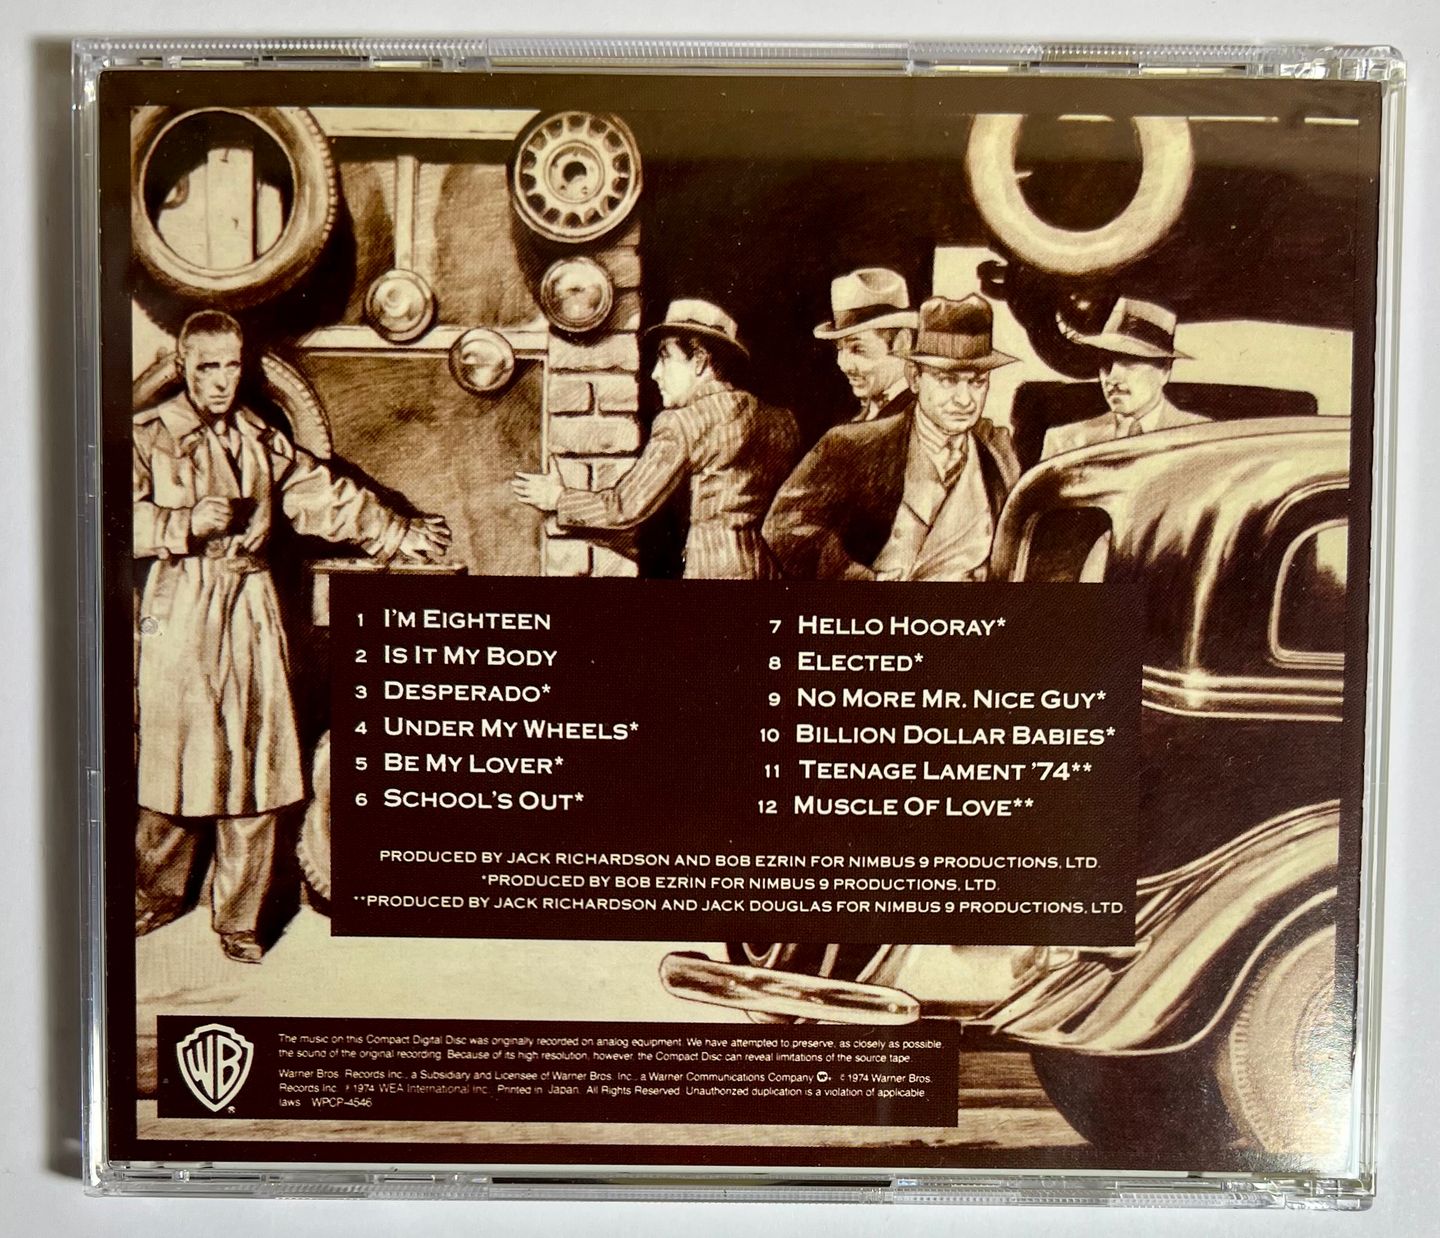 1 I'm Eighteen
2 Is It My Body
3 Desperado*
4 Under My Wheels*
5 Be My Lover*
6 School's Out*
7 Hello Hooray*
8 Elected*
9 No More Mr. Nice Guy*
10 Billion Dollar Babies*
11 Teenage Lament '74**
12 Muscle Of Love**
PRODUCED BY JACK RICHARDSON AND BOB EZRIN FOR NIMBUS 9 PRODUCTIONS, LTD.
*PRODUCED BY BOB EZRIN FOR NIMBUS 9 PRODUCTIONS, LTD.
**PRODUCED BY JACK RICHARDSON AND JACK DOUGLAS FOR NIMBUS 9 PRODUCTIONS, LTD.
WB
®
The music on this Compact Digital Disc was originally recorded on analog equipment. We have attempted to preserve, as closely as possible,
the sound of the original recording. Because of its high resolution, however, the Compact Disc can reveal limitations of the source tape.
Warner Bros. Records Inc., a Subsidiary and Licensee of Warner Bros. Inc., a Warner Communications Company W. © 1974 Warner Bros.
Records Inc. ℗ 1974 WEA International Inc. Printed in Japan. All Rights Reserved. Unauthorized duplication is a violation of applicable
laws WPCP-4546